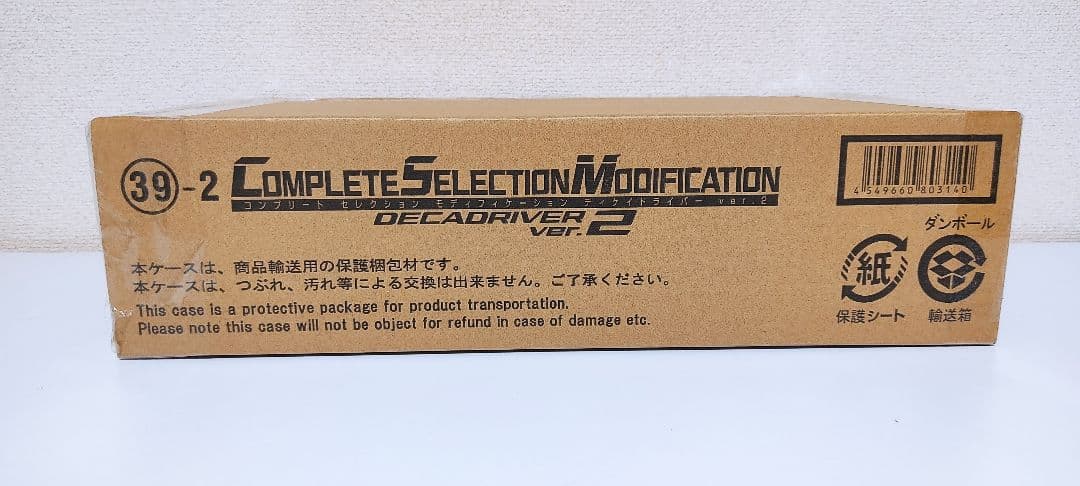 39-2 COMPLETE SELECTION MODIFICATION
コンプリート セレクション モディフィケーション ディケイドライバー ver.2
DECADRIVER
ver.2
本ケースは、商品輸送用の保護梱包材です。
本ケースは、つぶれ、汚れ等による交換は出来ません。ご了承ください。
This case is a protective package for product transportation.
Please note this case will not be object for refund in case of damage etc.
4 549660 803140
ダンボール
紙
保護シート
輸送箱